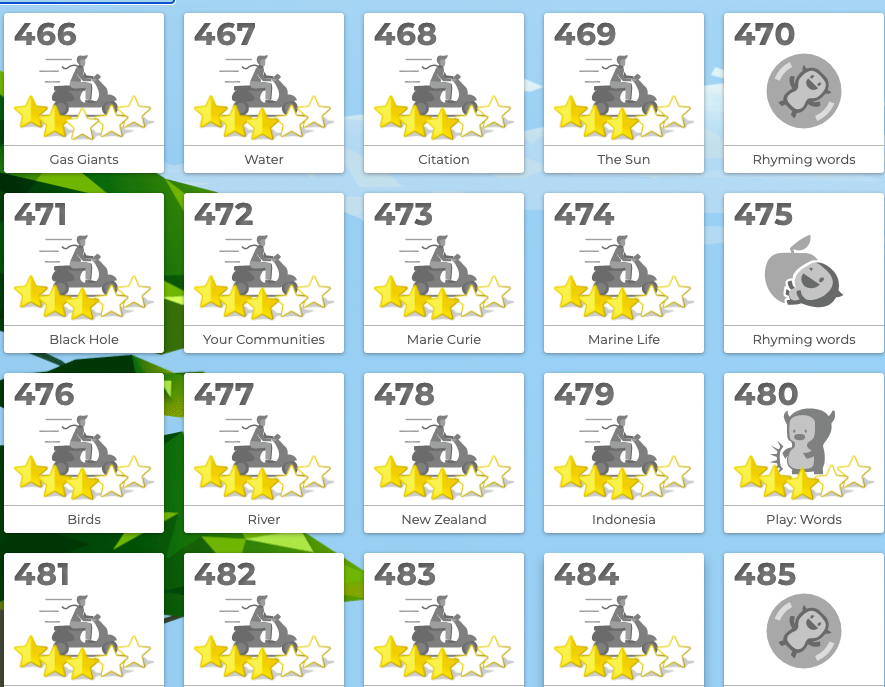 466 467 468 469 470
Gas Giants Water Citation The Sun Rhyming words
471 472 473 474 475
Black Hole Your Communities Marie Curie Marine Life Rhyming words
476 477 478 479 480
Birds River New Zealand Indonesia Play: Words
481 482 483 484 485